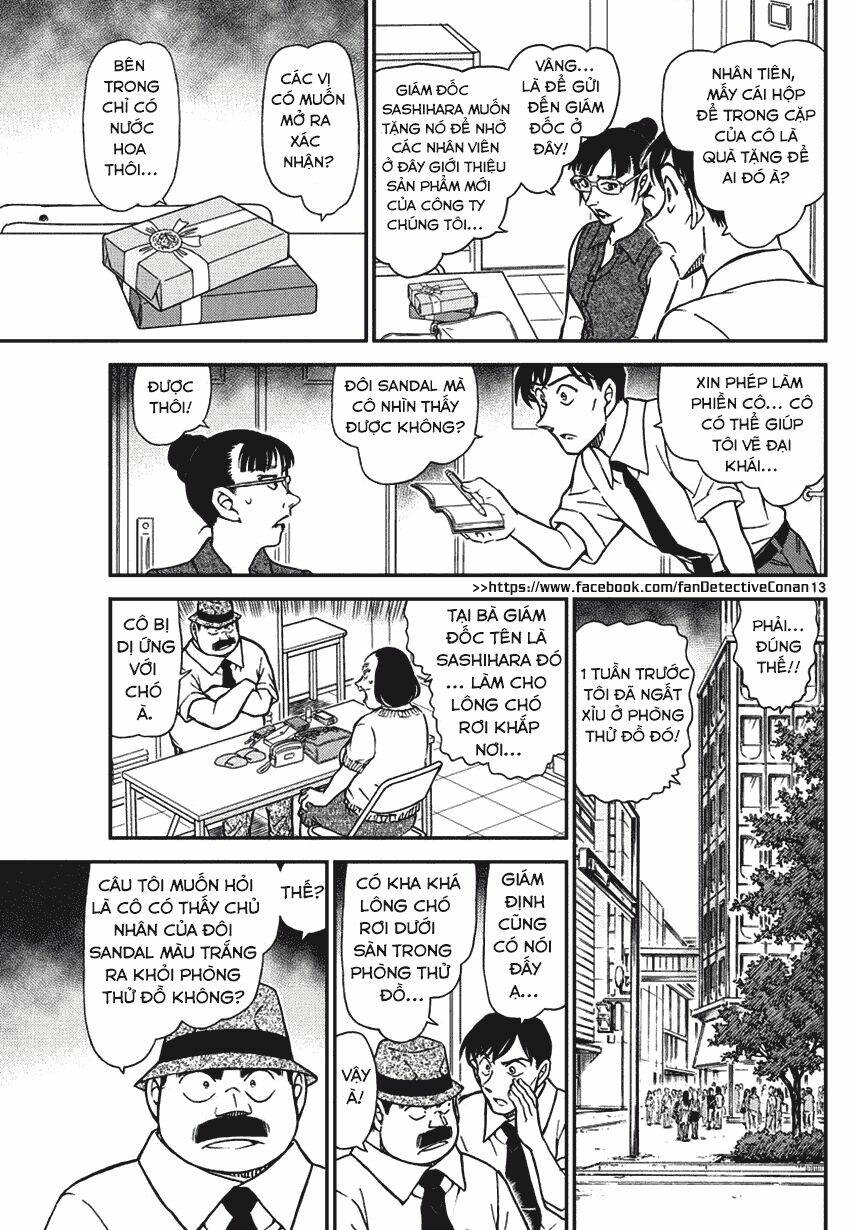 NHÂN TIÊN,
MẤY CÁI HỘP
ĐỂ TRONG CẶP
CỦA CÔ LÀ
QUÀ TẶNG ĐỂ
AI ĐÓ À?
VÂNG...
LÀ ĐỂ GỬI
ĐẾN GIÁM
ĐỐC Ở
ĐÂY!
GIÁM ĐỐC
SASHIHARA MUỐN
TẶNG NÓ ĐỂ NHỜ
CÁC NHÂN VIÊN
Ở ĐÂY GIỚI THIỆU
SẢN PHẨM MỚI
CỦA CÔNG TY
CHÚNG TÔI...
CÁC VỊ
CÓ MUỐN
MỞ RA
XÁC
NHẬN?
BÊN
TRONG
CHỈ CÓ
NƯỚC
HOA
THÔI...
XIN PHÉP LÀM
PHIỀN CÔ... CÔ
CÓ THỂ GIÚP
TÔI VẼ ĐẠI
KHÁI...
ĐÔI SANDAL MÀ
CÔ NHÌN THẤY
ĐƯỢC KHÔNG?
ĐƯỢC
THÔI!
>>https://www.facebook.com/fanDetectiveConan13
PHẢI...
ĐÚNG
THẾ!!
1 TUẦN TRƯỚC
TÔI ĐÃ NGẤT
XỈU Ở PHÒNG
THỬ ĐỒ ĐÓ!
TẠI BÀ GIÁM
ĐỐC TÊN LÀ
SASHIHARA ĐÓ
... LÀM CHO
LÔNG CHÓ
RƠI KHẮP
NƠI...
CÔ BỊ
DỊ ỨNG
VỚI
CHÓ
À.
GIÁM
ĐỊNH
CŨNG
CÓ NÓI
ĐẤY
Ạ...
CÓ KHA KHÁ
LÔNG CHÓ
RƠI DƯỚI
SÀN TRONG
PHÒNG THỬ
ĐỒ...
VẬY
À!
THẾ?
CÂU TÔI MUỐN HỎI
LÀ CÔ CÓ THẤY CHỦ
NHÂN CỦA ĐÔI
SANDAL MÀU TRẮNG
RA KHỎI PHÒNG
THỬ ĐỒ KHÔNG?